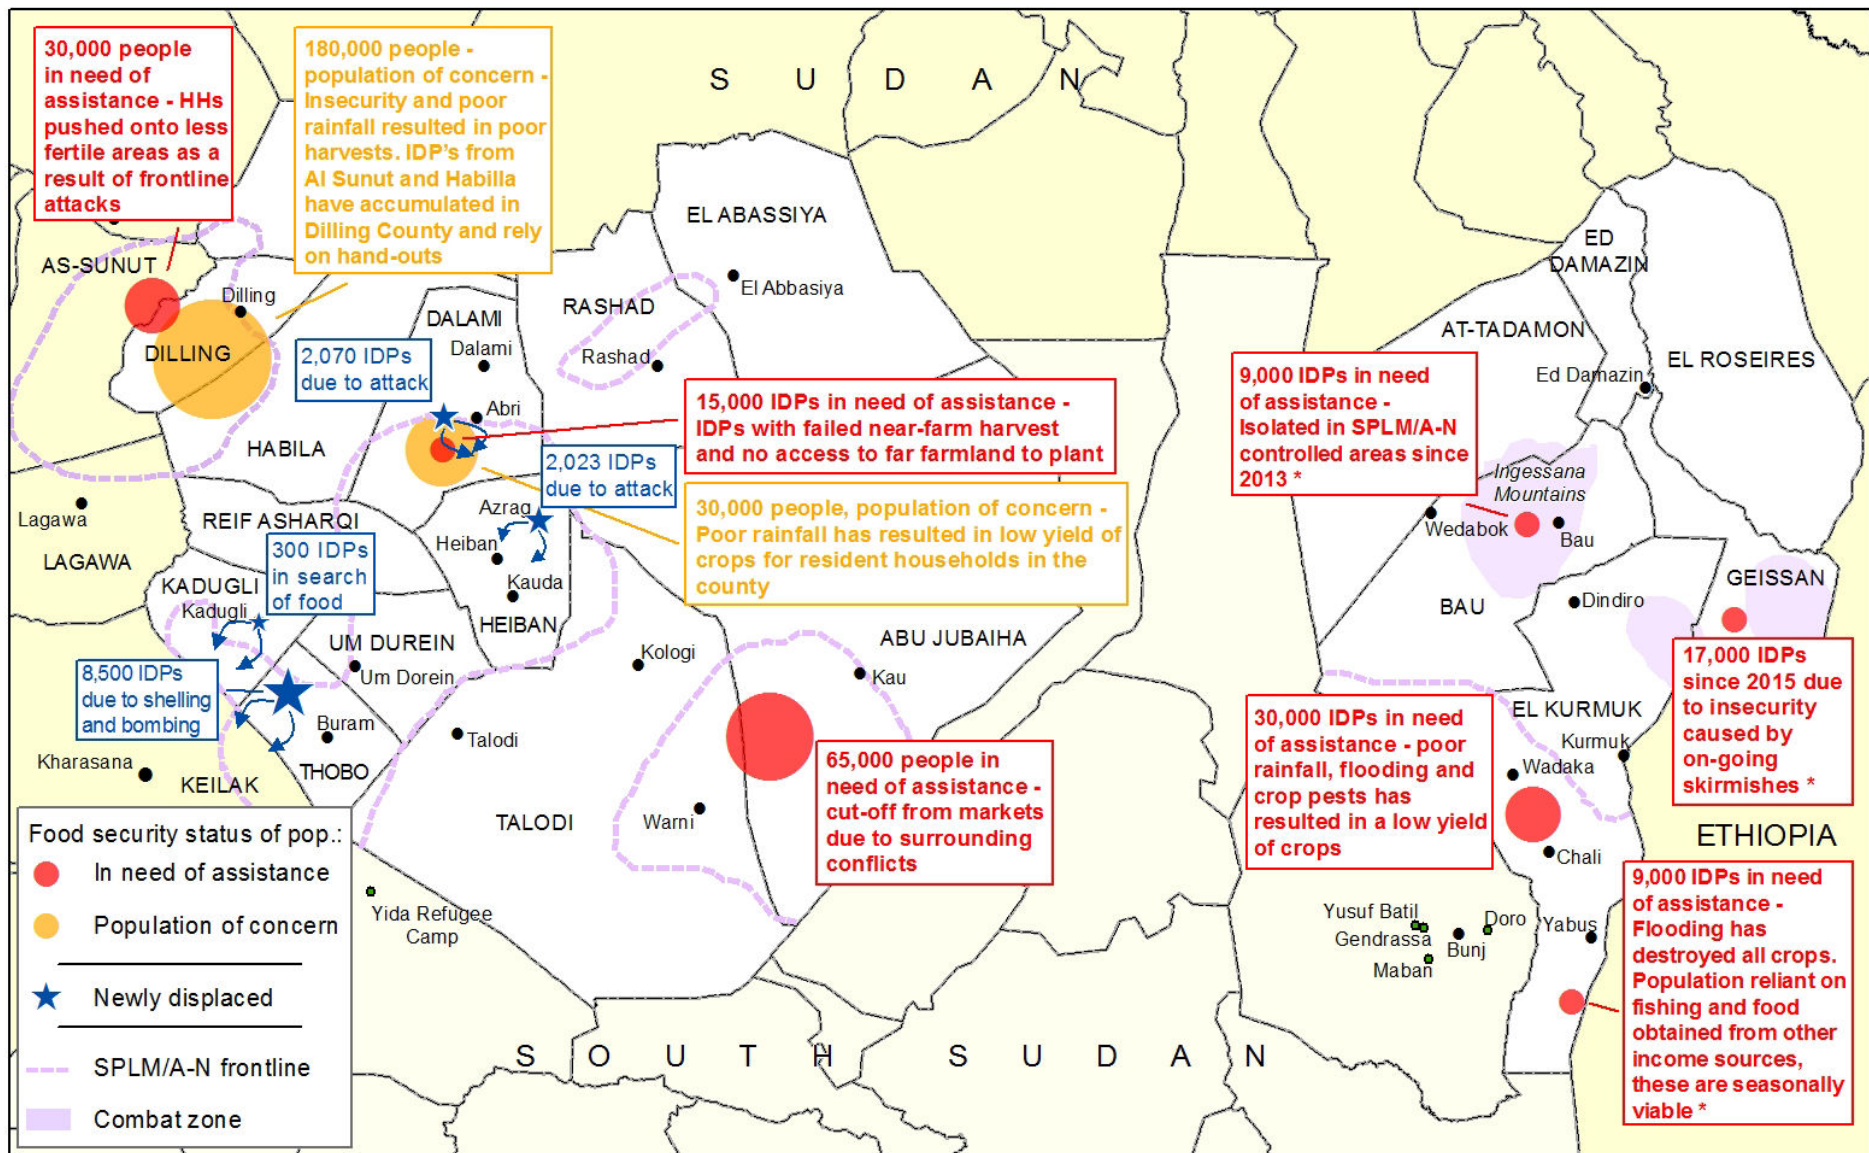 30,000 people
in need of
assistance - HHs
pushed onto less
fertile areas as a
result of frontline
attacks
180,000 people -
population of concern -
Insecurity and poor
rainfall resulted in poor
harvests. IDP's from
Al Sunut and Habilla
have accumulated in
Dilling County and rely
on hand-outs
SUDAN
EL ABASSIYA
El Abbasiya
AS-SUNUT
Dilling
DILLING
DALAMI
Dalami
RASHAD
Rashad
2,070 IDPs
due to attack
Abri
HABILA
15,000 IDPs in need of assistance -
IDPs with failed near-farm harvest
and no access to far farmland to plant
2,023 IDPs
due to attack
30,000 people, population of concern -
Poor rainfall has resulted in low yield of
crops for resident households in the
county
Azrag
Heiban
Kauda
HEIBAN
Lagawa
LAGAWA
REIF ASHARQI
300 IDPs
in search
of food
KADUGLI
Kadugli
UM DUREIN
Um Dorein
8,500 IDPs
due to shelling
and bombing
Buram
THOBO
Kharasana
KEILAK
Talodi
TALODI
Kologi
Warni
ABU JUBAIHA
Kau
65,000 people in
need of assistance -
cut-off from markets
due to surrounding
conflicts
Yida Refugee
Camp
SOUTH SUDAN
ED
DAMAZIN
AT-TADAMON
Ed Damazin
EL ROSEIRES
9,000 IDPs in need
of assistance -
Isolated in SPLM/A-N
controlled areas since
2013 *
Ingessana
Mountains
Wedabok
Bau
BAU
Dindiro
GEISSAN
17,000 IDPs
since 2015 due
to insecurity
caused by
on-going
skirmishes *
30,000 IDPs in need
of assistance - poor
rainfall, flooding and
crop pests has
resulted in a low yield
of crops
EL KURMUK
Kurmuk
Wadaka
Chali
ETHIOPIA
9,000 IDPs in need
of assistance -
Flooding has
destroyed all crops.
Population reliant on
fishing and food
obtained from other
income sources,
these are seasonally
viable *
Yusuf Batil
Gendrassa
Maban
Bunj
Doro
Yabus
Food security status of pop.:
In need of assistance
Population of concern
Newly displaced
SPLM/A-N frontline
Combat zone